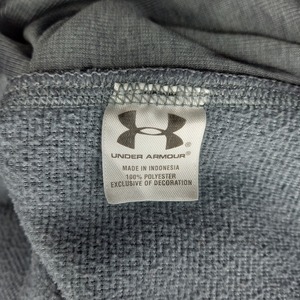 UNDER ARMOUR®
MADE IN INDONESIA
100% POLYESTER
EXCLUSIVE OF DECORATION